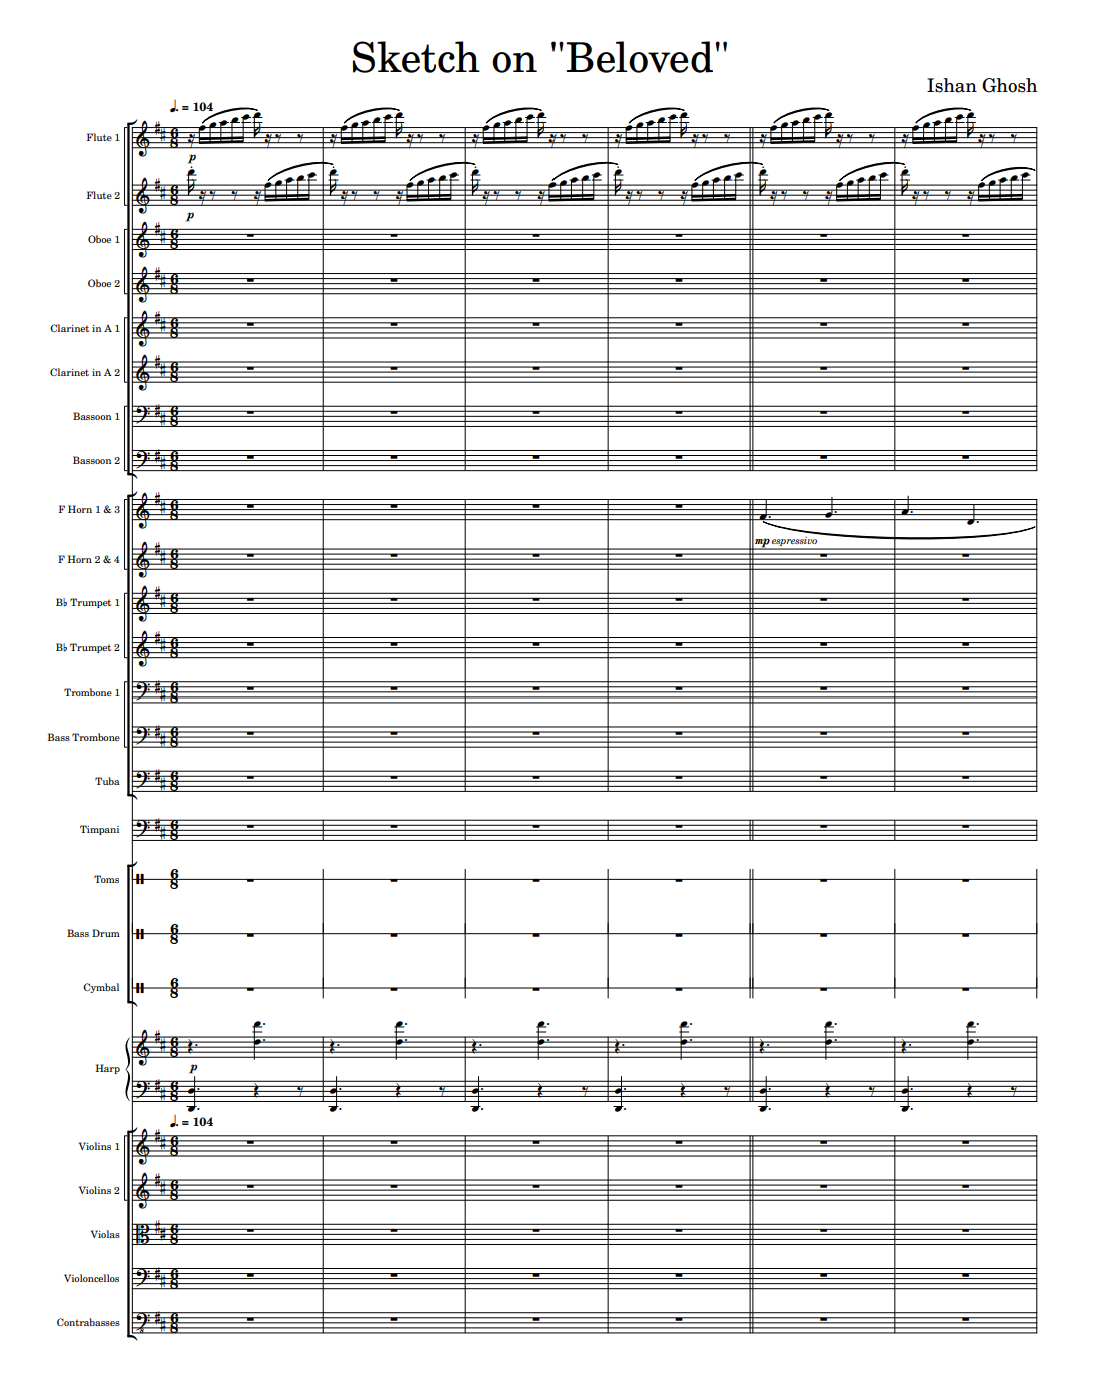 Sketch on "Beloved"
Ishan Ghosh
♩. = 104
Flute 1
p
Flute 2
p
Oboe 1
Oboe 2
Clarinet in A 1
Clarinet in A 2
Bassoon 1
Bassoon 2
F Horn 1 & 3
mp espressivo
F Horn 2 & 4
B♭ Trumpet 1
B♭ Trumpet 2
Trombone 1
Bass Trombone
Tuba
Timpani
Toms
Bass Drum
Cymbal
Harp
p
♩. = 104
Violins 1
Violins 2
Violas
Violoncellos
Contrabasses